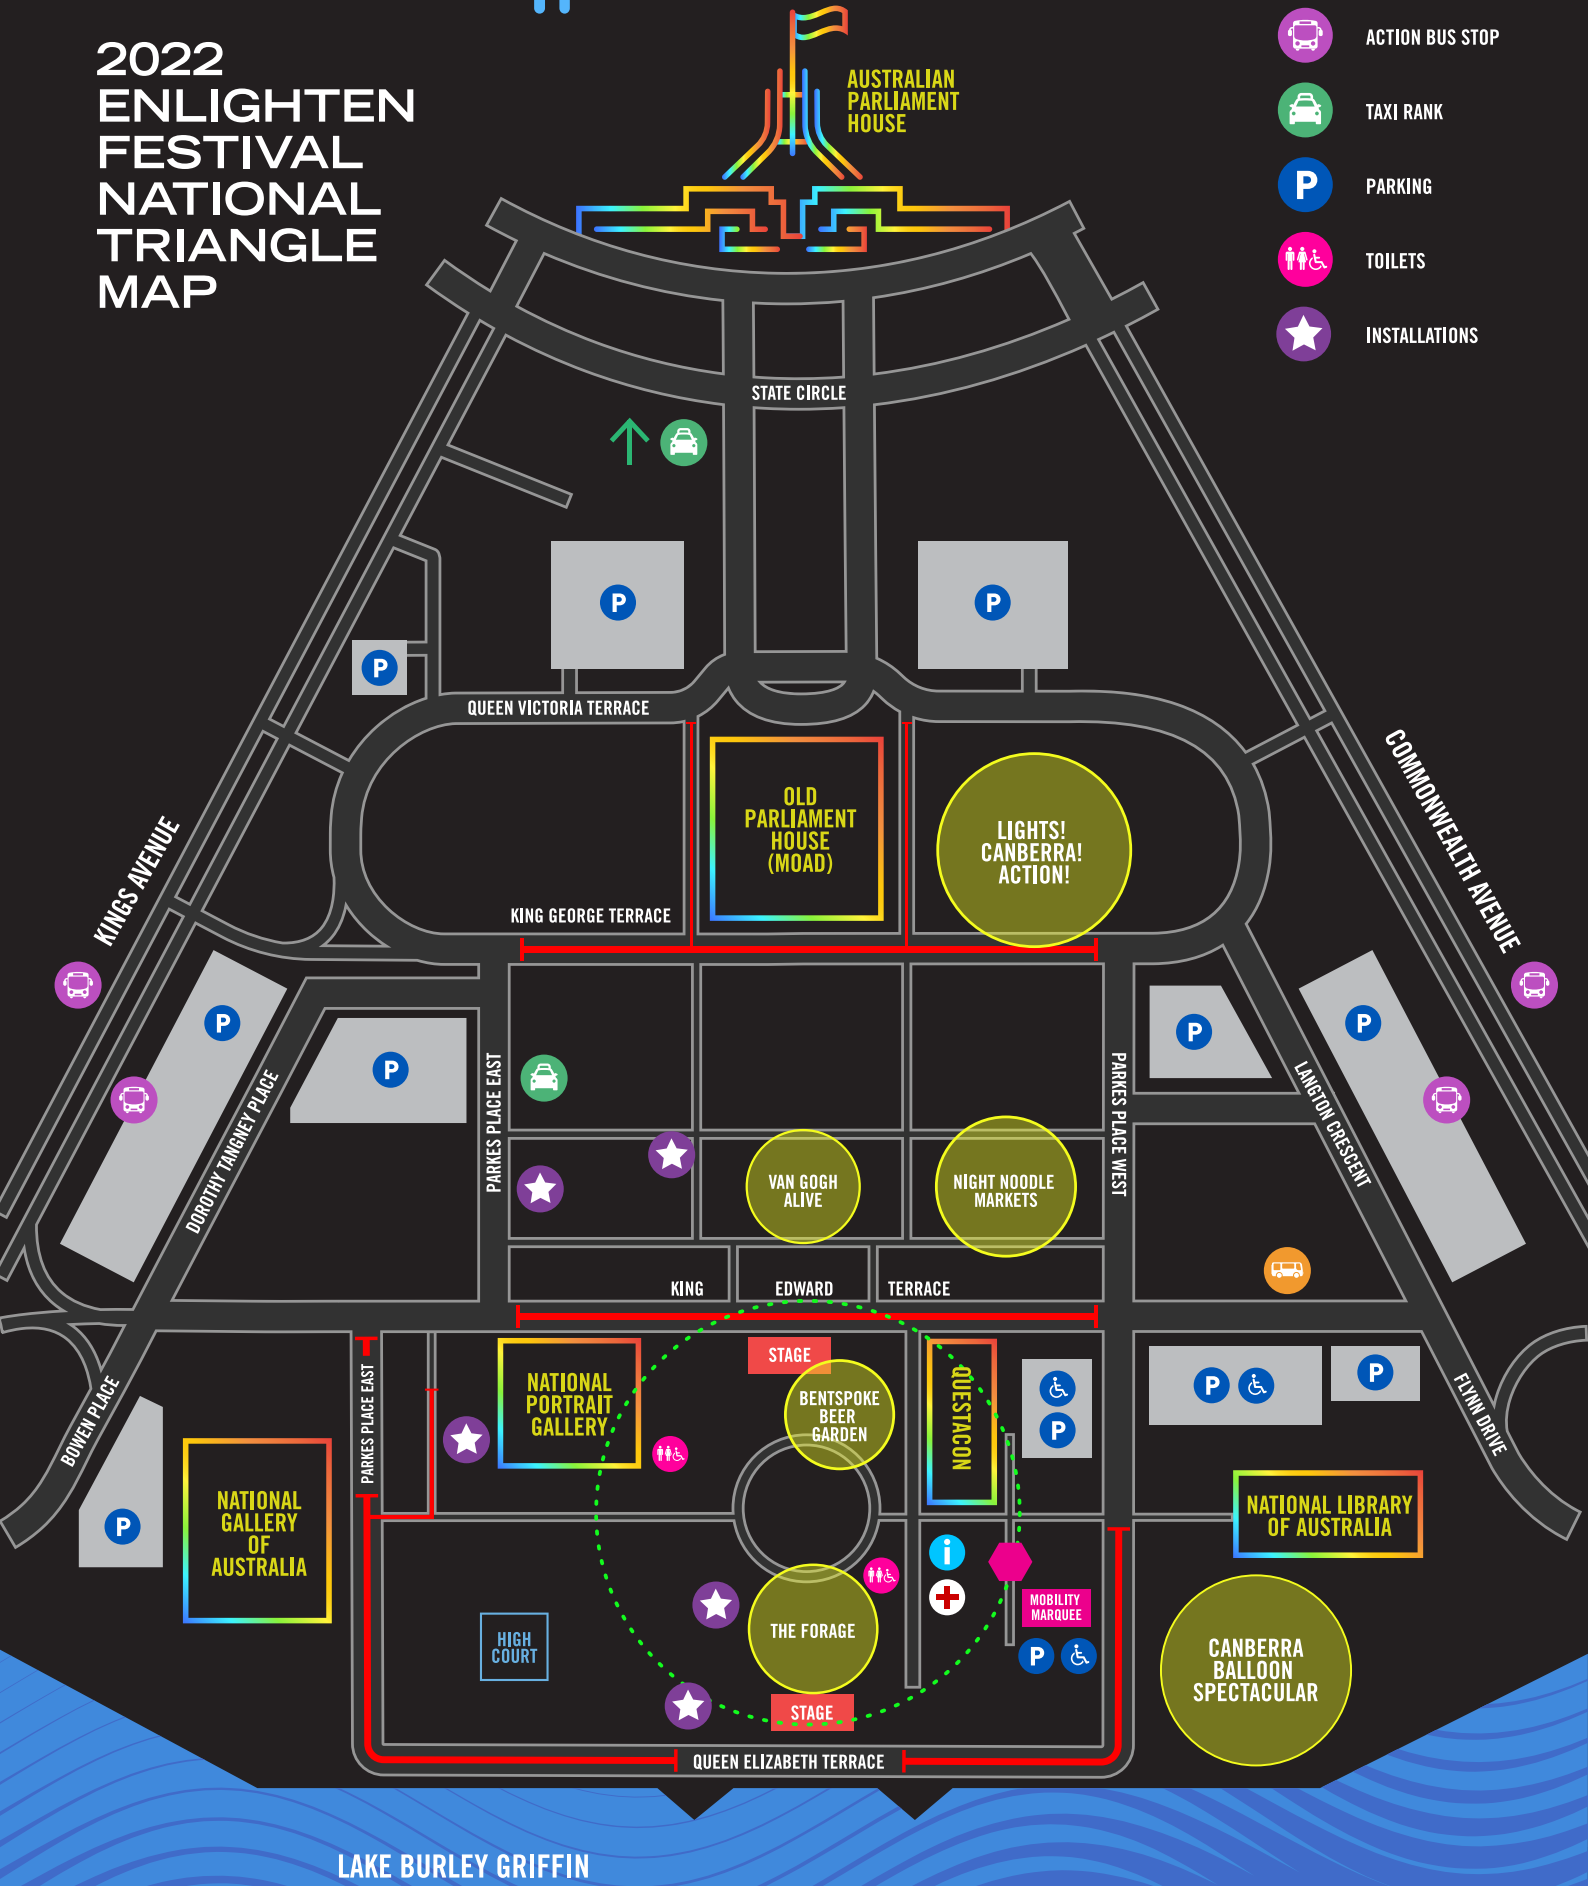 2022
ENLIGHTEN
FESTIVAL
NATIONAL
TRIANGLE
MAP
AUSTRALIAN
PARLIAMENT
HOUSE
ACTION BUS STOP
TAXI RANK
P
PARKING
TOILETS
INSTALLATIONS
STATE CIRCLE
P
P
P
QUEEN VICTORIA TERRACE
OLD
PARLIAMENT
HOUSE
(MOAD)
LIGHTS!
CANBERRA!
ACTION!
KINGS AVENUE
COMMONWEALTH AVENUE
KING GEORGE TERRACE
P
P
P
P
DOROTHY TANGNEY PLACE
PARKES PLACE EAST
PARKES PLACE WEST
LANGTON CRESCENT
VAN GOGH
ALIVE
NIGHT NOODLE
MARKETS
KING EDWARD TERRACE
BOWEN PLACE
PARKES PLACE EAST
NATIONAL
PORTRAIT
GALLERY
STAGE
BENTSPOKE
BEER
GARDEN
QUESTACON
P
P
P
FLYNN DRIVE
P
NATIONAL
GALLERY
OF
AUSTRALIA
NATIONAL LIBRARY
OF AUSTRALIA
i
HIGH
COURT
THE FORAGE
MOBILITY
MARQUEE
P
CANBERRA
BALLOON
SPECTACULAR
STAGE
QUEEN ELIZABETH TERRACE
LAKE BURLEY GRIFFIN